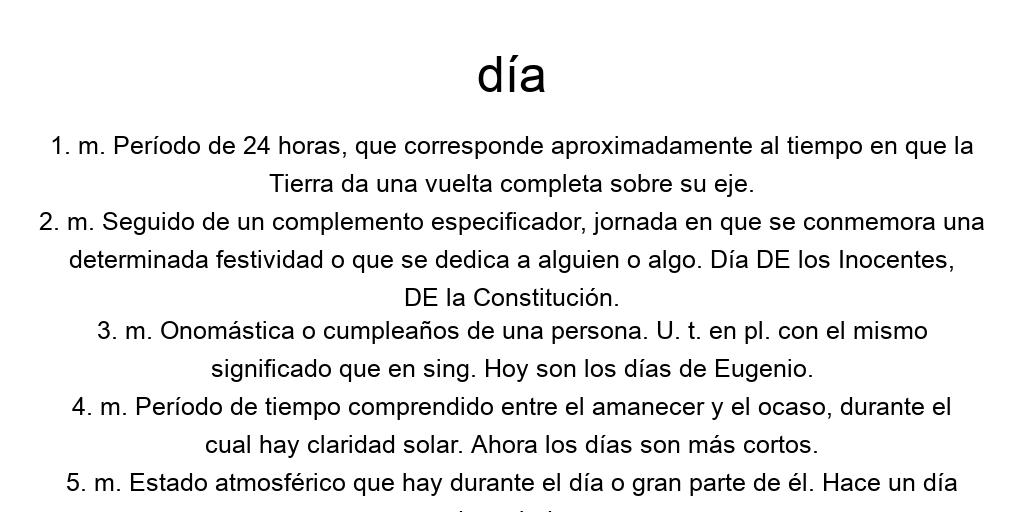 día
1. m. Período de 24 horas, que corresponde aproximadamente al tiempo en que la
Tierra da una vuelta completa sobre su eje.
2. m. Seguido de un complemento especificador, jornada en que se conmemora una
determinada festividad o que se dedica a alguien o algo. Día DE los Inocentes,
DE la Constitución.
3. m. Onomástica o cumpleaños de una persona. U. t. en pl. con el mismo
significado que en sing. Hoy son los días de Eugenio.
4. m. Período de tiempo comprendido entre el amanecer y el ocaso, durante el
cual hay claridad solar. Ahora los días son más cortos.
5. m. Estado atmosférico que hay durante el día o gran parte de él. Hace un día